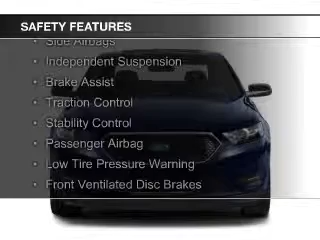 SAFETY FEATURES
• Side Airbags
• Independent Suspension
• Brake Assist
• Traction Control
• Stability Control
• Passenger Airbag
• Low Tire Pressure Warning
• Front Ventilated Disc Brakes